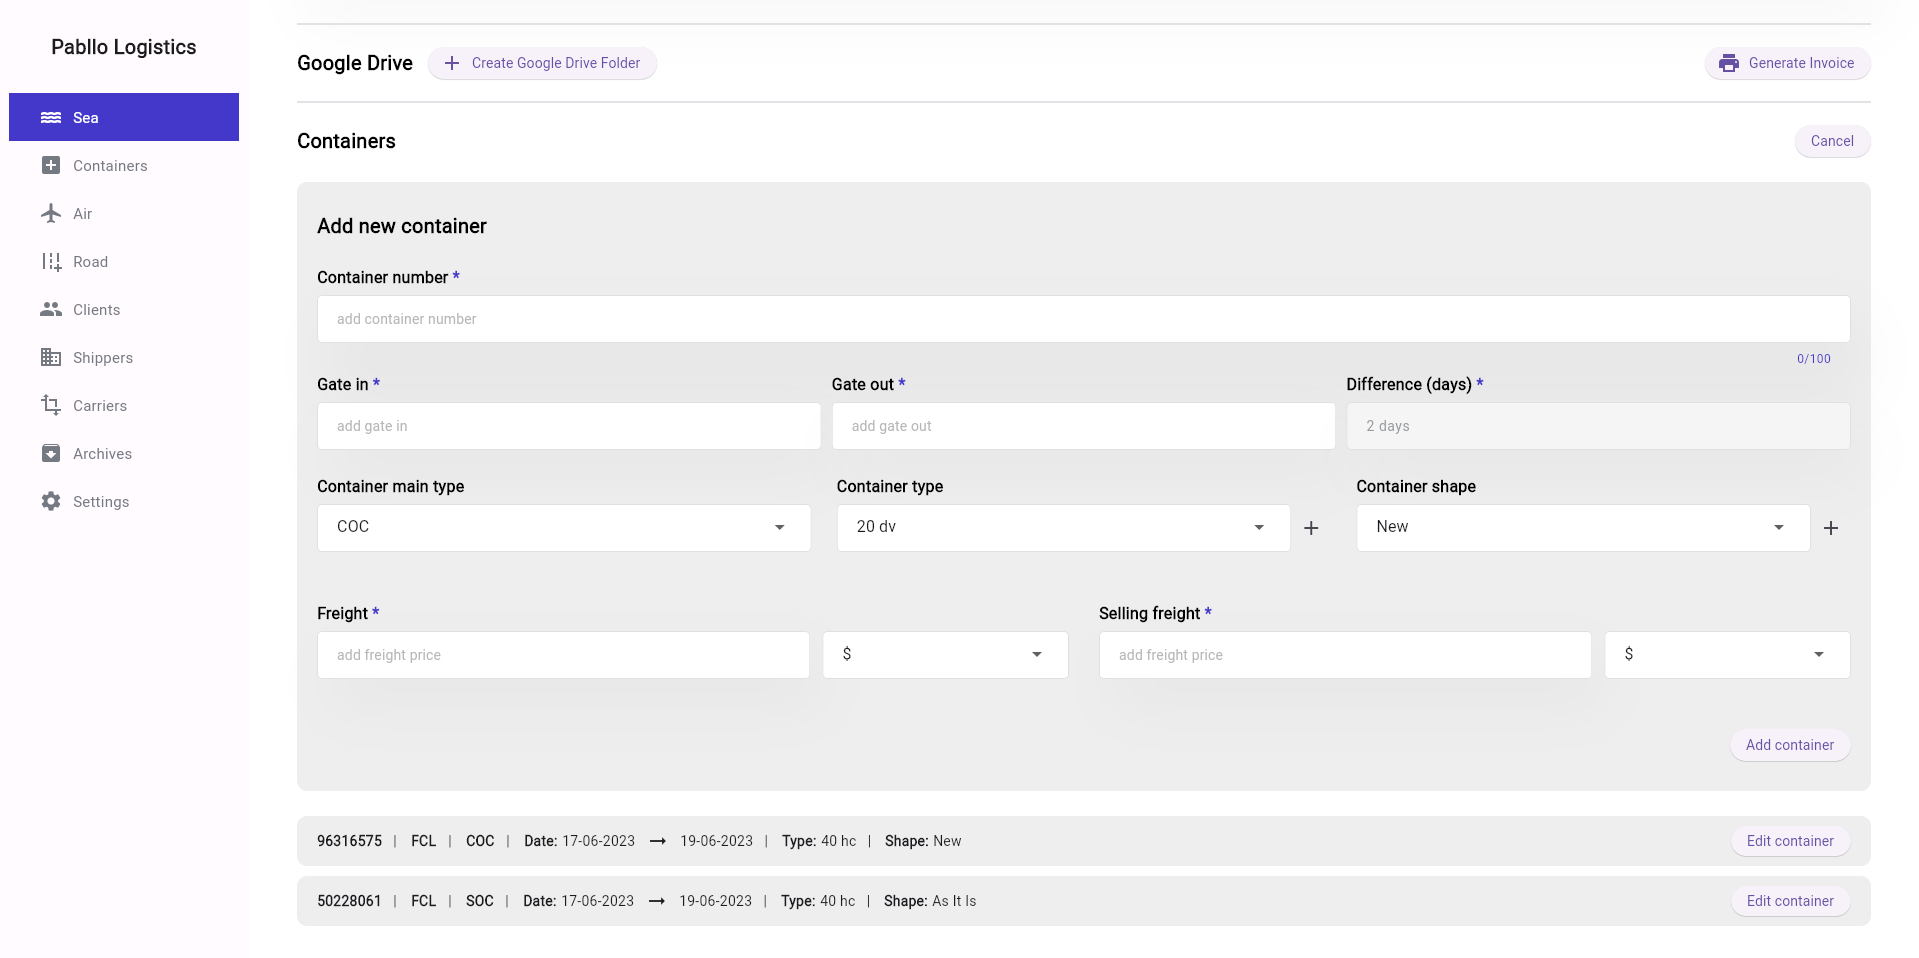 Pabllo Logistics
Sea
Containers
Air
Road
Clients
Shippers
Carriers
Archives
Settings
Google Drive
Create Google Drive Folder
Generate Invoice
Containers
Cancel
Add new container
Container number *
add container number
0/100
Gate in * Gate out * Difference (days) *
add gate in add gate out 2 days
Container main type Container type Container shape
COC 20 dv New
Freight * Selling freight *
add freight price $ add freight price $
Add container
96316575 | FCL | COC | Date: 17-06-2023 → 19-06-2023 | Type: 40 hc | Shape: New Edit container
50228061 | FCL | SOC | Date: 17-06-2023 → 19-06-2023 | Type: 40 hc | Shape: As It Is Edit container